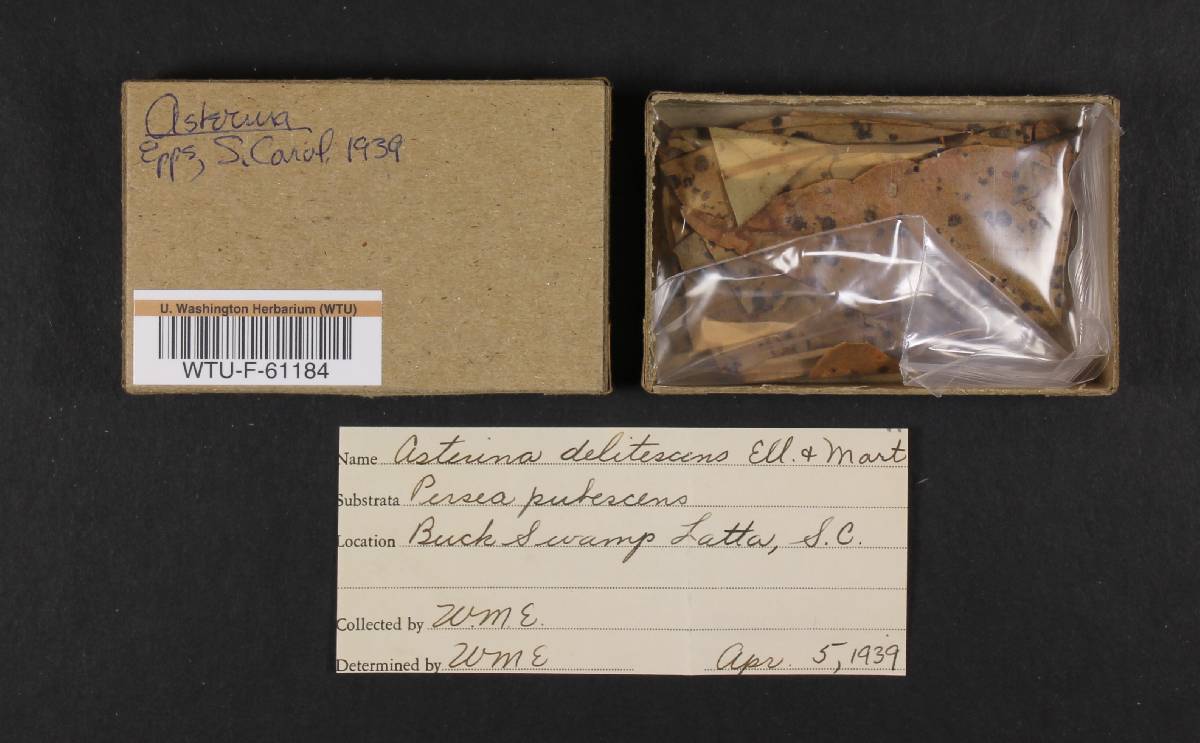 Asterina
Epps, S. Carol. 1939
U. Washington Herbarium (WTU)
WTU-F-61184
Name Asterina delitescens Ell. & Mart
Substrata Persea pubescens
Location Buck Swamp Latta, S.C.
Collected by W.M E.
Determined by WME Apr. 5, 1939